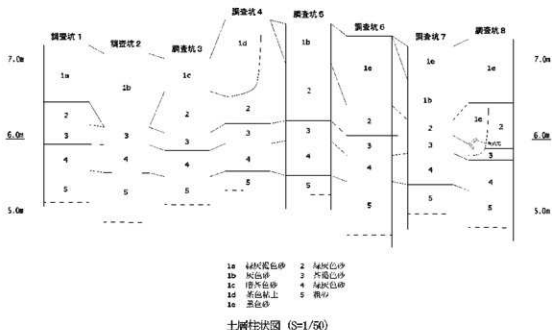 調査坑1 調査坑2 調査坑3 調査坑4 調査坑5 調査坑6 調査坑7 調査坑8
7.0m 7.0m
6.0m 6.0m
5.0m 5.0m
1a 1b 1c 1d 1b 1e 1e 1e
1b 1e
2 2 2 2 2 2 2
3 3 3 3 3 3 3 3
4 4 4 4 4 4 4 4
5 5 5 5 5 5 5 5
1a 緑灰褐色砂 2 緑灰色砂
1b 灰色砂 3 茶褐色砂
1c 暗茶色砂 4 緑灰色砂
1d 茶色粘土 5 粗砂
1e 黒色砂
土層柱状図 (S=1/50)